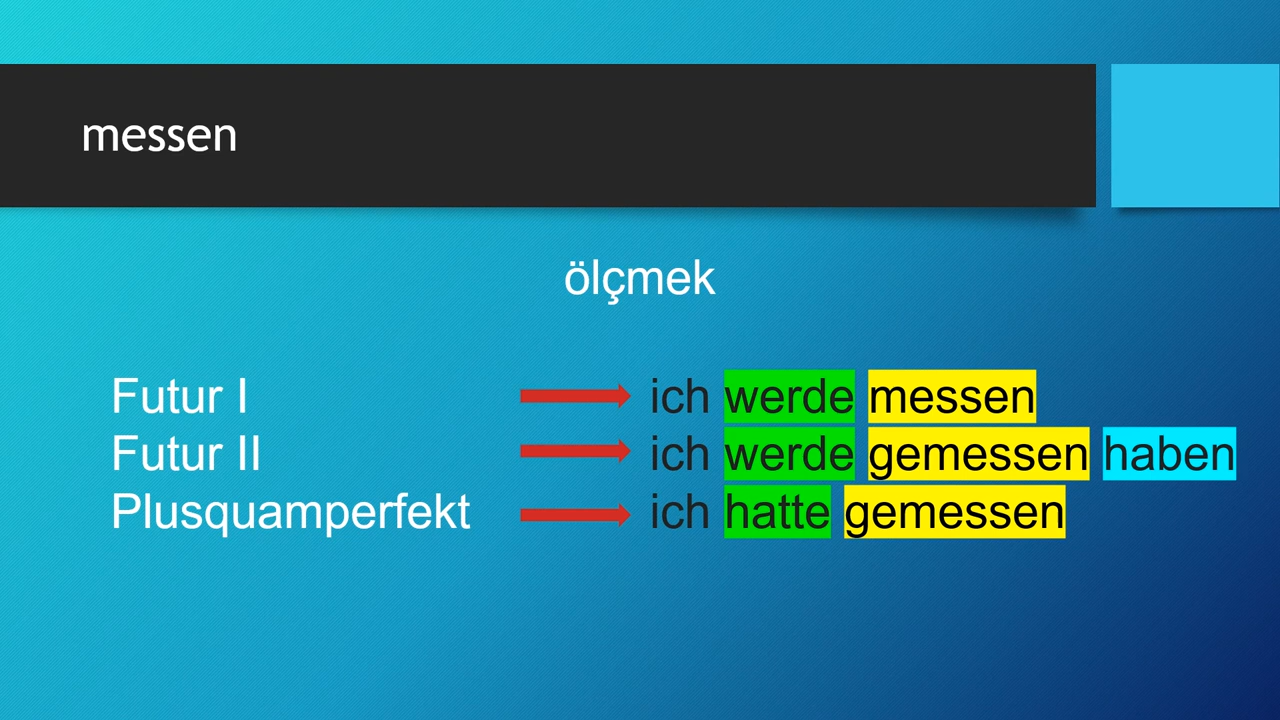 messen
ölçmek
Futur I ich werde messen
Futur II ich werde gemessen haben
Plusquamperfekt ich hatte gemessen